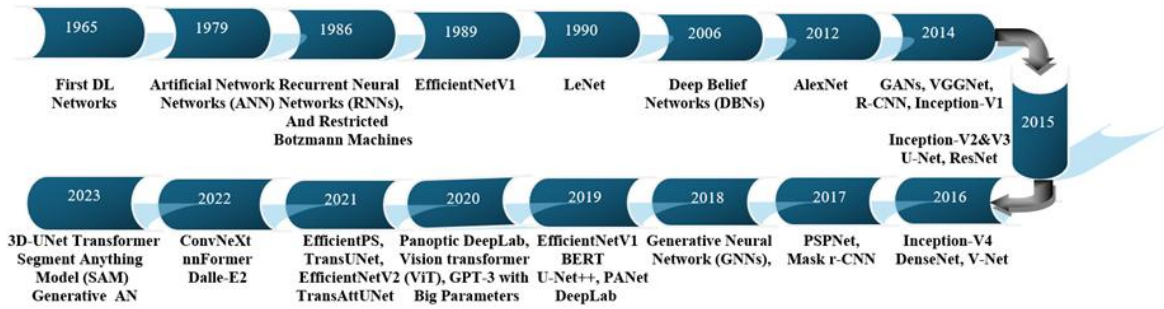 1965
1979
1986
1989
1990
2006
2012
2014
First DL
Networks
Artificial Network
Networks (ANN)
Recurrent Neural
Networks (RNNs),
And Restricted
Botzmann Machines
EfficientNetV1
LeNet
Deep Belief
Networks (DBNs)
AlexNet
GANs, VGGNet,
R-CNN, Inception-V1
2015
Inception-V2&V3
U-Net, ResNet
2023
2022
2021
2020
2019
2018
2017
2016
3D-UNet Transformer
Segment Anything
Model (SAM)
Generative AN
ConvNeXt
nnFormer
Dalle-E2
EfficientPS,
TransUNet,
EfficientNetV2
TransAttUNet
Panoptic DeepLab,
Vision transformer
(ViT), GPT-3 with
Big Parameters
EfficientNetV1
BERT
U-Net++, PANet
DeepLab
Generative Neural
Network (GNNs),
PSPNet,
Mask r-CNN
Inception-V4
DenseNet, V-Net